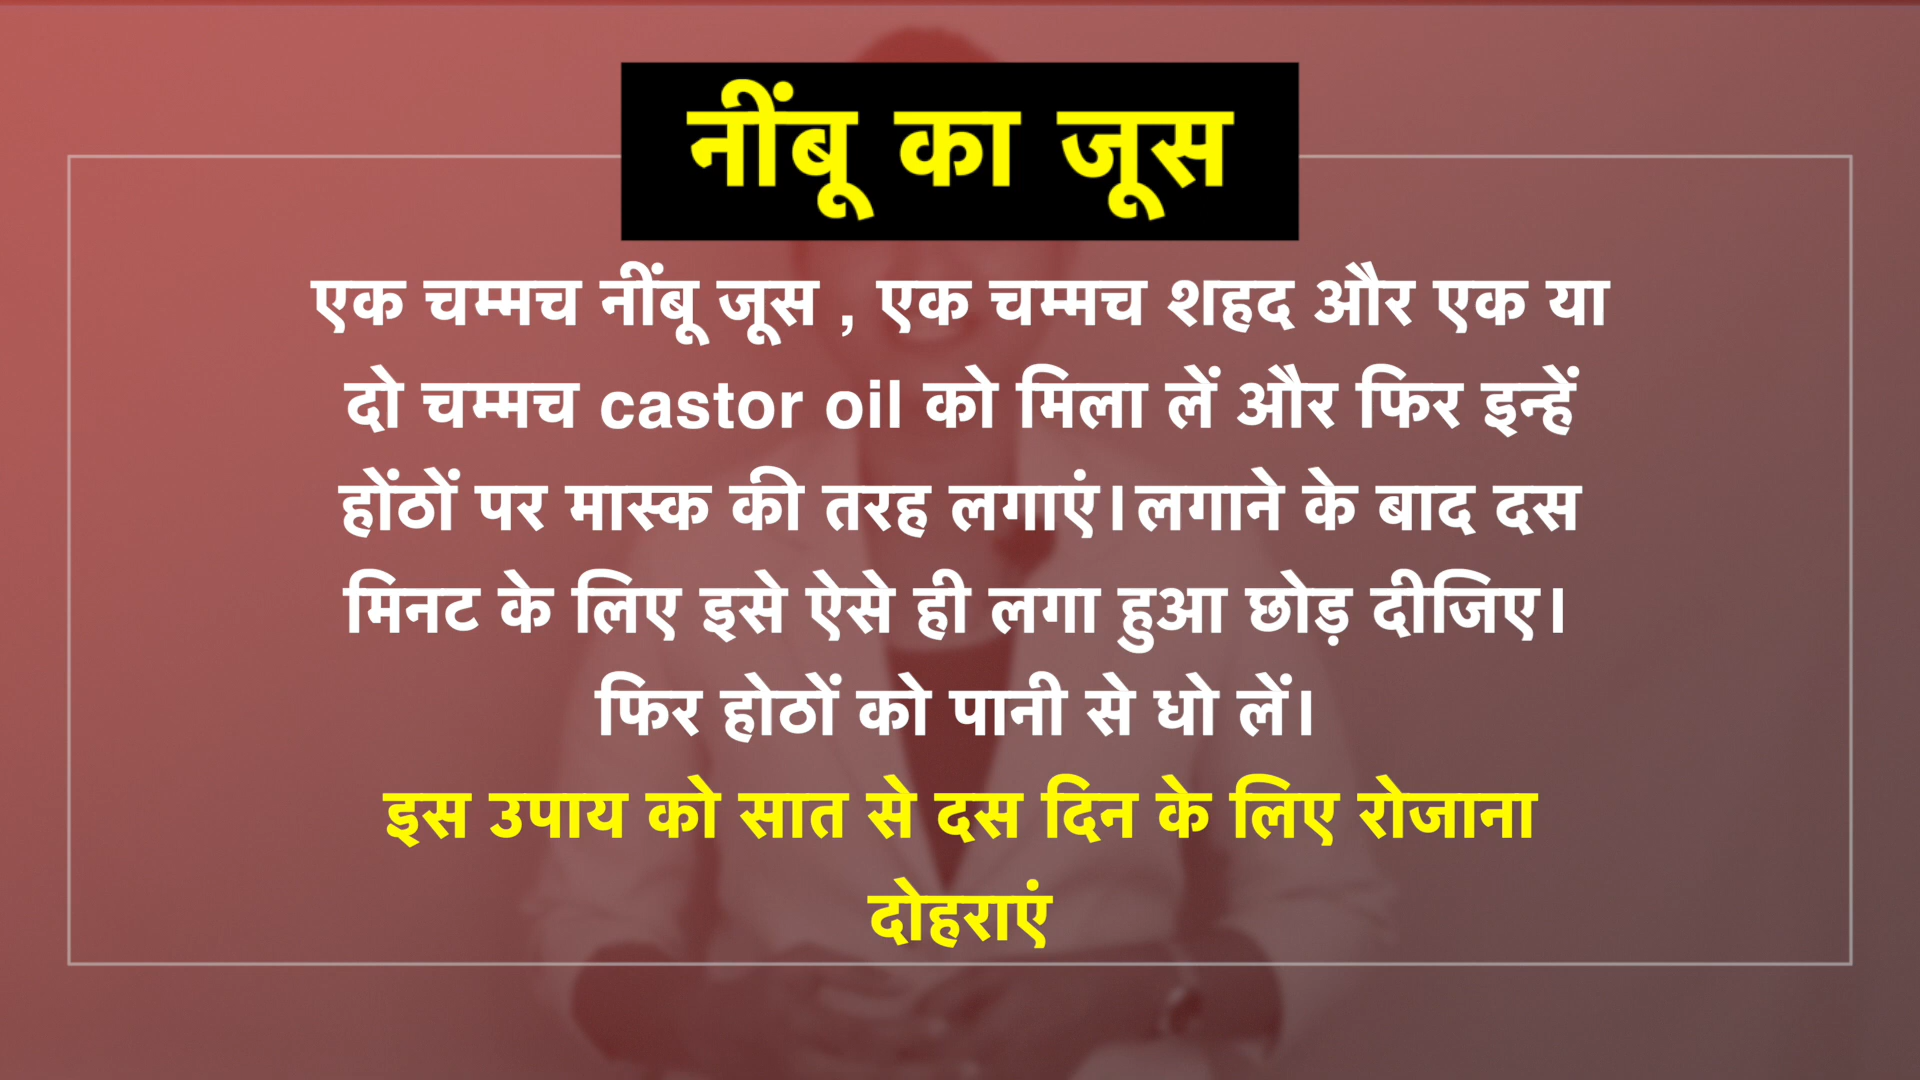 नींबू का जूस
एक चम्मच नींबू जूस , एक चम्मच शहद और एक या
दो चम्मच castor oil को मिला लें और फिर इन्हें
होंठों पर मास्क की तरह लगाएं।लगाने के बाद दस
मिनट के लिए इसे ऐसे ही लगा हुआ छोड़ दीजिए।
फिर होठों को पानी से धो लें।
इस उपाय को सात से दस दिन के लिए रोजाना
दोहराएं